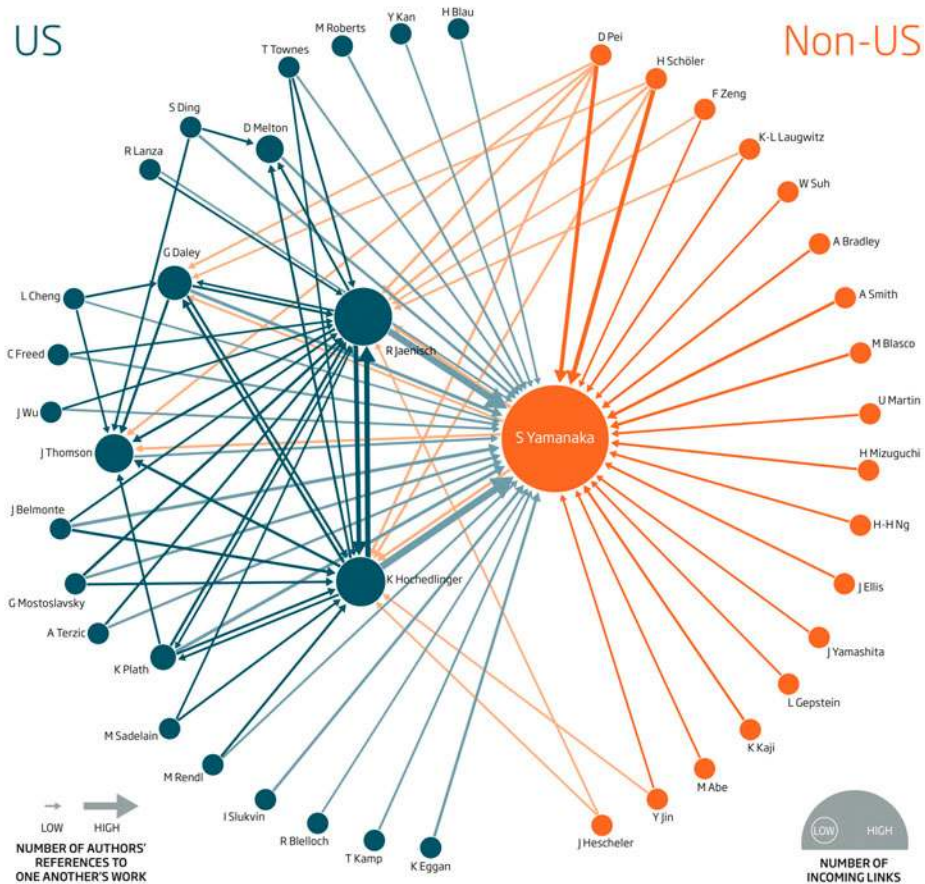 US
Non-US
H Blau
Y Kan
M Roberts
T Townes
D Pei
H Schöler
S Ding
D Melton
F Zeng
R Lanza
K-L Laugwitz
W Suh
A Bradley
G Daley
L Cheng
A Smith
R Jaenisch
C Freed
M Blasco
J Wu
U Martin
S Yamanaka
J Thomson
H Mizuguchi
J Belmonte
H-H Ng
K Hochedlinger
J Ellis
G Mostoslavsky
A Terzic
J Yamashita
K Plath
L Gepstein
M Sadelain
K Kaji
M Rendl
M Abe
I Slukvin
Y Jin
R Blelloch
J Hescheler
T Kamp
K Eggan
LOW HIGH
NUMBER OF AUTHORS'
REFERENCES TO
ONE ANOTHER'S WORK
LOW HIGH
NUMBER OF
INCOMING LINKS